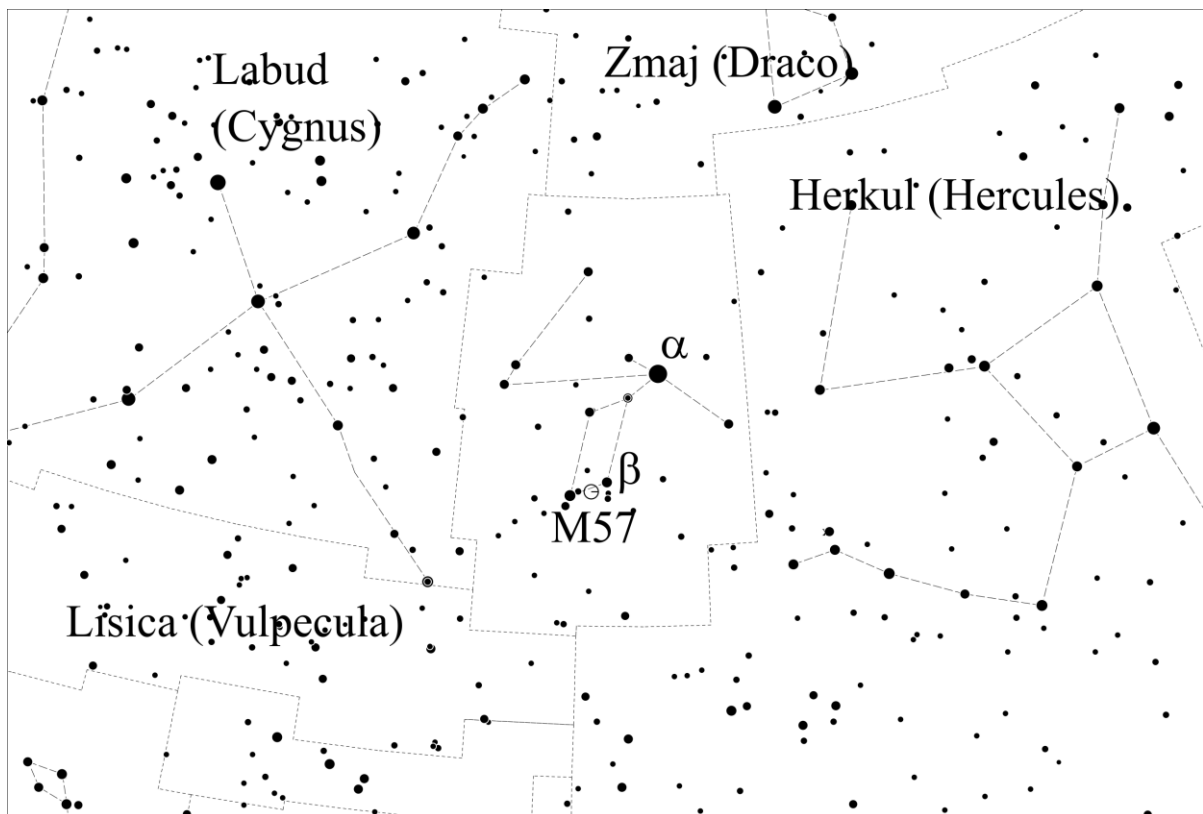 Labud
(Cygnus)
Zmaj (Draco)
Herkul (Hercules)
α
β
M57
Lisica (Vulpecula)